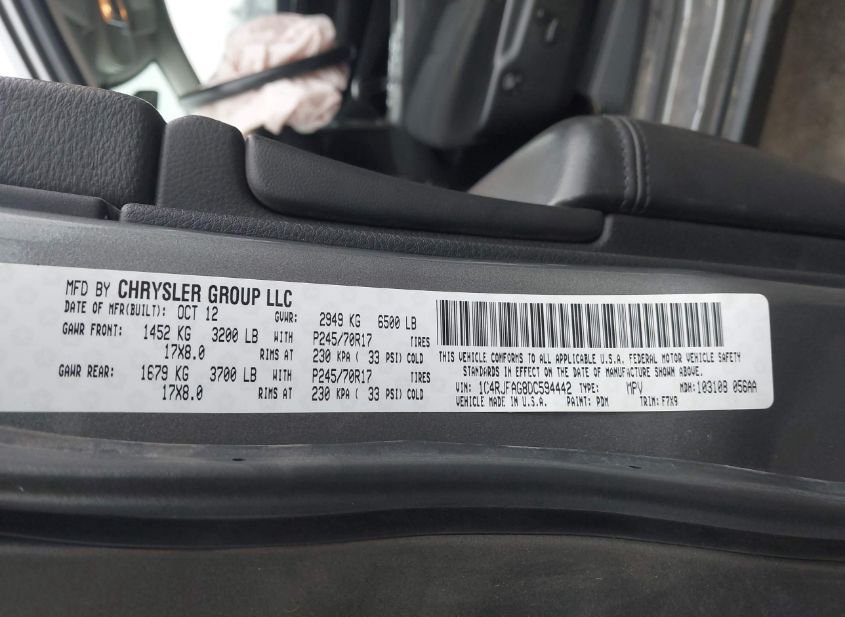 MFD BY CHRYSLER GROUP LLC
DATE OF MFR(BUILT): OCT 12 GVWR: 2949 KG 6500 LB
GAWR FRONT: 1452 KG 3200 LB WITH P245/70R17 TIRES
17X8.0 RIMS AT 230 KPA ( 33 PSI) COLD
GAWR REAR: 1679 KG 3700 LB WITH P245/70R17 TIRES
17X8.0 RIMS AT 230 KPA ( 33 PSI) COLD
THIS VEHICLE CONFORMS TO ALL APPLICABLE U.S.A. FEDERAL MOTOR VEHICLE SAFETY
STANDARDS IN EFFECT ON THE DATE OF MANUFACTURE SHOWN ABOVE.
VIN: 1C4RJFAG8DC594442 TYPE: MPV MDH:103109 056AA
VEHICLE MADE IN U.S.A. PAINT: PDM TRIM: F7X9